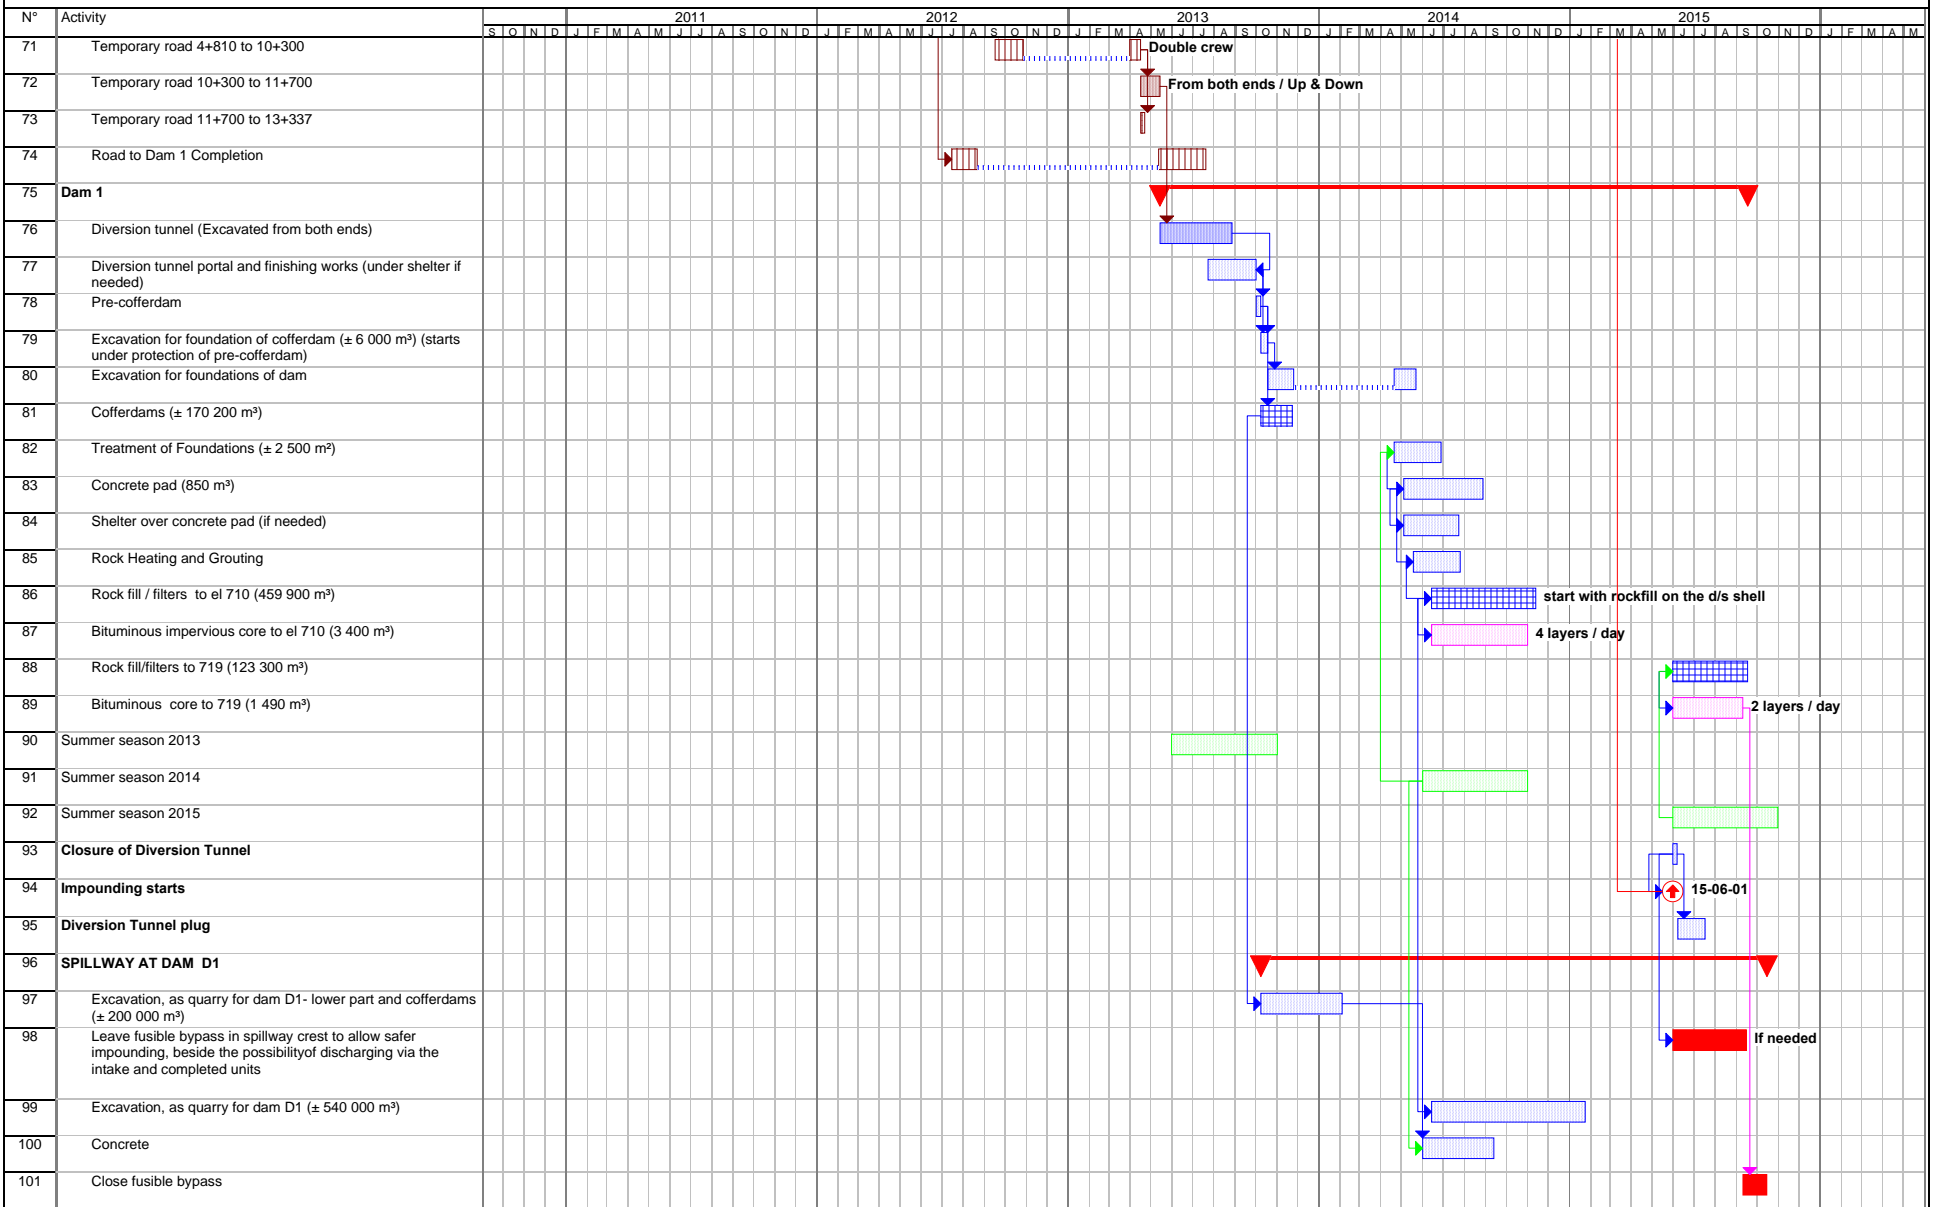 N° Activity 2011 2012 2013 2014 2015
S O N D J F M A M J J A S O N D J F M A M J J A S O N D J F M A M J J A S O N D J F M A M J J A S O N D J F M A M J J A S O N D J F M A M
71 Temporary road 4+810 to 10+300 Double crew
72 Temporary road 10+300 to 11+700 From both ends / Up & Down
73 Temporary road 11+700 to 13+337
74 Road to Dam 1 Completion
75 Dam 1
76 Diversion tunnel (Excavated from both ends)
77 Diversion tunnel portal and finishing works (under shelter if
needed)
78 Pre-cofferdam
79 Excavation for foundation of cofferdam (± 6 000 m³) (starts
under protection of pre-cofferdam)
80 Excavation for foundations of dam
81 Cofferdams (± 170 200 m³)
82 Treatment of Foundations (± 2 500 m²)
83 Concrete pad (850 m³)
84 Shelter over concrete pad (if needed)
85 Rock Heating and Grouting
86 Rock fill / filters to el 710 (459 900 m³) start with rockfill on the d/s shell
87 Bituminous impervious core to el 710 (3 400 m³) 4 layers / day
88 Rock fill/filters to 719 (123 300 m³)
89 Bituminous core to 719 (1 490 m³) 2 layers / day
90 Summer season 2013
91 Summer season 2014
92 Summer season 2015
93 Closure of Diversion Tunnel
94 Impounding starts 15-06-01
95 Diversion Tunnel plug
96 SPILLWAY AT DAM D1
97 Excavation, as quarry for dam D1- lower part and cofferdams
(± 200 000 m³)
98 Leave fusible bypass in spillway crest to allow safer If needed
impounding, beside the possibilityof discharging via the
intake and completed units
99 Excavation, as quarry for dam D1 (± 540 000 m³)
100 Concrete
101 Close fusible bypass